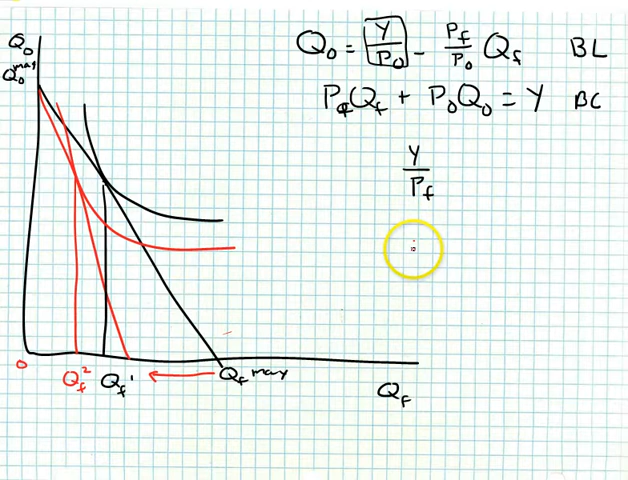 Q₀ = Y/P₀ - P_f/P₀ Q_f BL
P_f Q_f + P₀Q₀ = Y BC
Y/P_f
Q₀
Q₀ max
0
Q_f² Q_f¹ Q_f max
Q_f